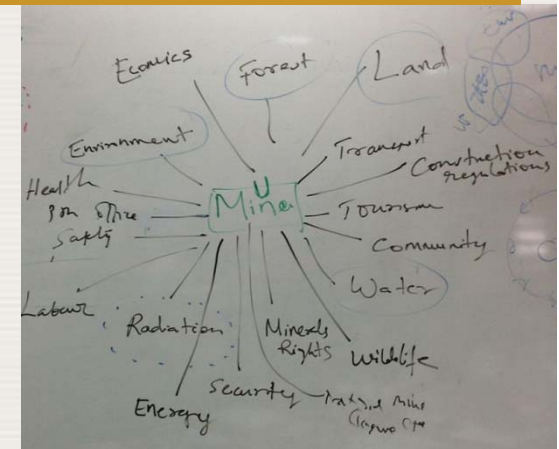 Economics
Forest
Land
Environment
Transport
Construction
regulations
Health
U
Mine
Tourism
office
Safety
Community
Water
Labour
Radiation
Minerals
Rights
Wildlife
Security
Energy